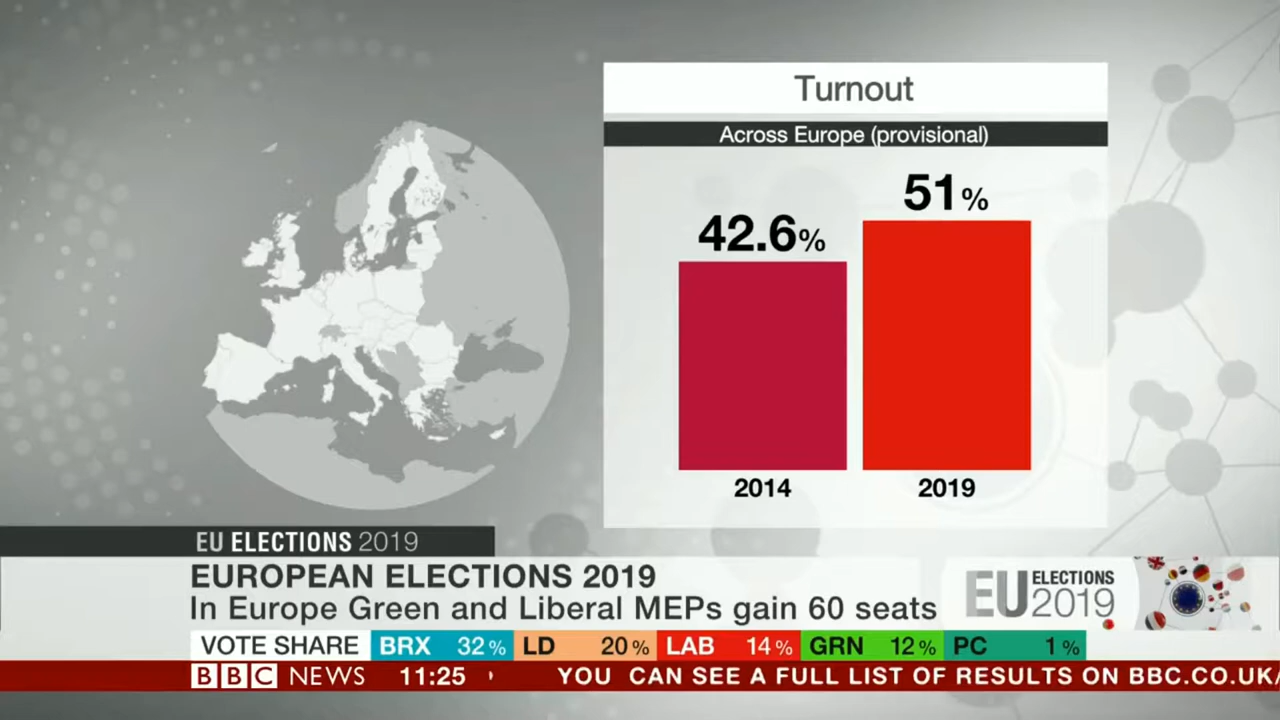 Turnout
Across Europe (provisional)
42.6%
51%
2014
2019
EU ELECTIONS 2019
EUROPEAN ELECTIONS 2019
In Europe Green and Liberal MEPs gain 60 seats
EU ELECTIONS 2019
VOTE SHARE BRX 32% LD 20% LAB 14% GRN 12% PC 1%
BBC NEWS 11:25 YOU CAN SEE A FULL LIST OF RESULTS ON BBC.CO.UK/